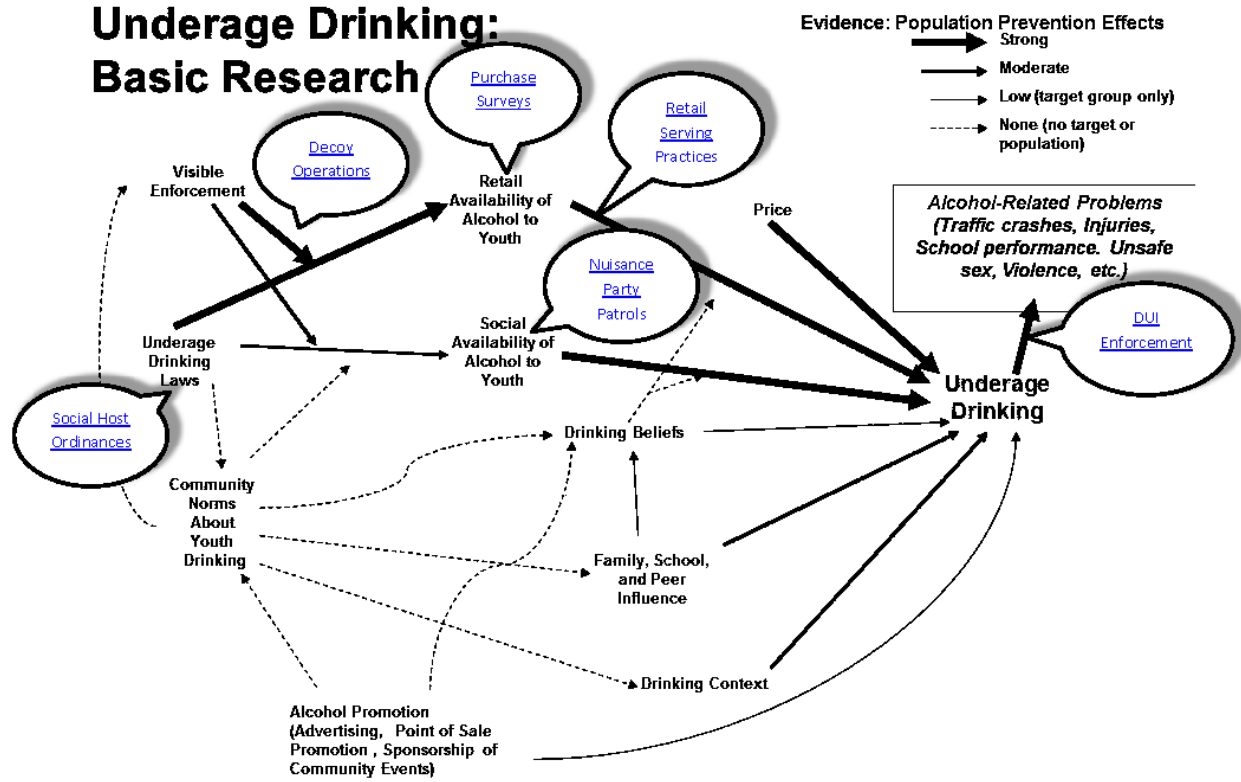 Underage Drinking:
Basic Research
Evidence: Population Prevention Effects
Strong
Moderate
Low (target group only)
None (no target or
population)
Purchase
Surveys
Decoy
Operations
Retail
Serving
Practices
Visible
Enforcement
Retail
Availability of
Alcohol to
Youth
Price
Alcohol-Related Problems
(Traffic crashes, Injuries,
School performance. Unsafe
sex, Violence, etc.)
Nuisance
Party
Patrols
DUI
Enforcement
Underage
Drinking
Laws
Social
Availability of
Alcohol to
Youth
Underage
Drinking
Social Host
Ordinances
Drinking Beliefs
Community
Norms
About
Youth
Drinking
Family, School,
and Peer
Influence
Drinking Context
Alcohol Promotion
(Advertising, Point of Sale
Promotion , Sponsorship of
Community Events)